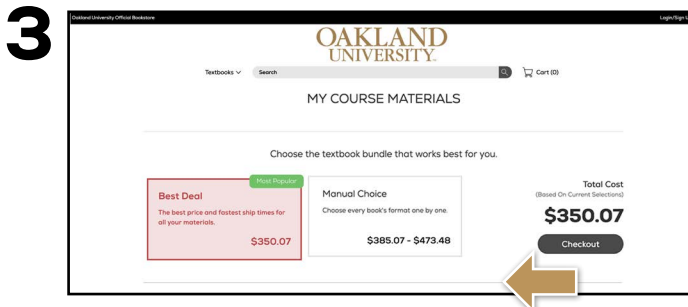 3
Oakland University Official Bookstore
Login/Sign U
OAKLAND
UNIVERSITY
Textbooks
Search
Cart (0)
MY COURSE MATERIALS
Choose the textbook bundle that works best for you.
Most Popular
Best Deal
The best price and fastest ship times for
all your materials.
$350.07
Manual Choice
Choose every book's format one by one.
$385.07 - $473.48
Total Cost
(Based On Current Selections)
$350.07
Checkout